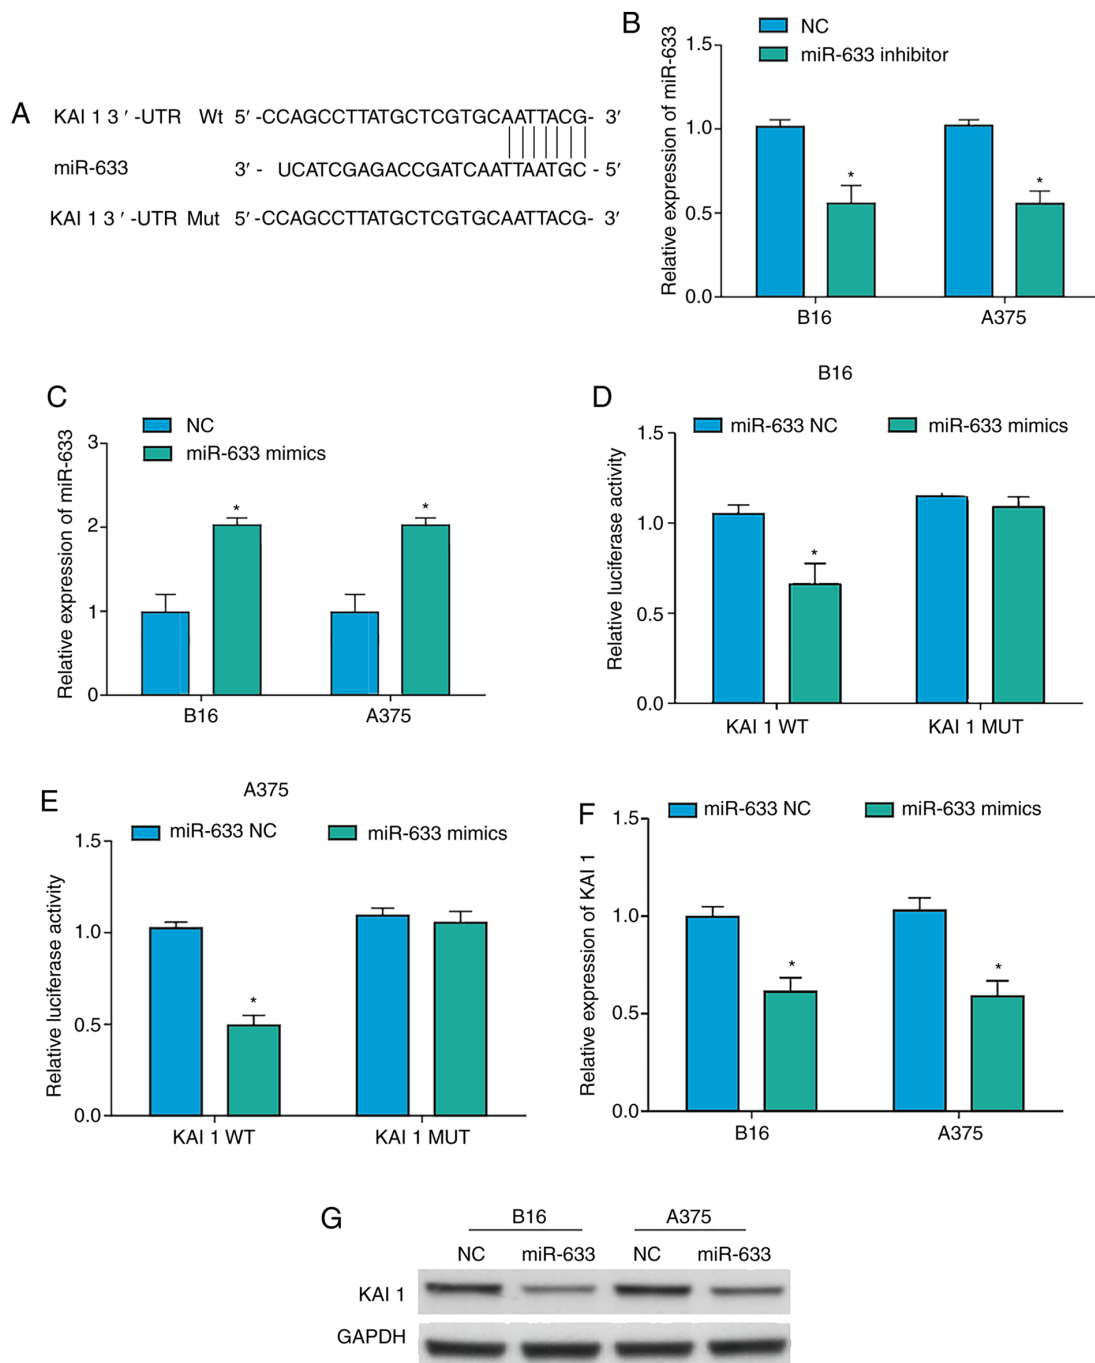 A
KAI 1 3 ′ -UTR Wt 5′ -CCAGCCTTATGCTCGTGCAATTACG- 3′
miR-633 3′ - UCATCGAGACCGATCAATTAATGC - 5′
KAI 1 3 ′ -UTR Mut 5′ -CCAGCCTTATGCTCGTGCAATTACG- 3′
B
NC
miR-633 inhibitor
Relative expression of miR-633
1.5
1.0
0.5
0.0
*
*
B16 A375
C
NC
miR-633 mimics
Relative expression of miR-633
3
2
1
0
*
*
B16 A375
D
B16
miR-633 NC miR-633 mimics
Relative luciferase activity
1.5
1.0
0.5
0.0
*
KAI 1 WT KAI 1 MUT
E
A375
miR-633 NC miR-633 mimics
Relative luciferase activity
1.5
1.0
0.5
0.0
*
KAI 1 WT KAI 1 MUT
F
miR-633 NC miR-633 mimics
Relative expression of KAI 1
1.5
1.0
0.5
0.0
*
*
B16 A375
G
B16 A375
NC miR-633 NC miR-633
KAI 1
GAPDH